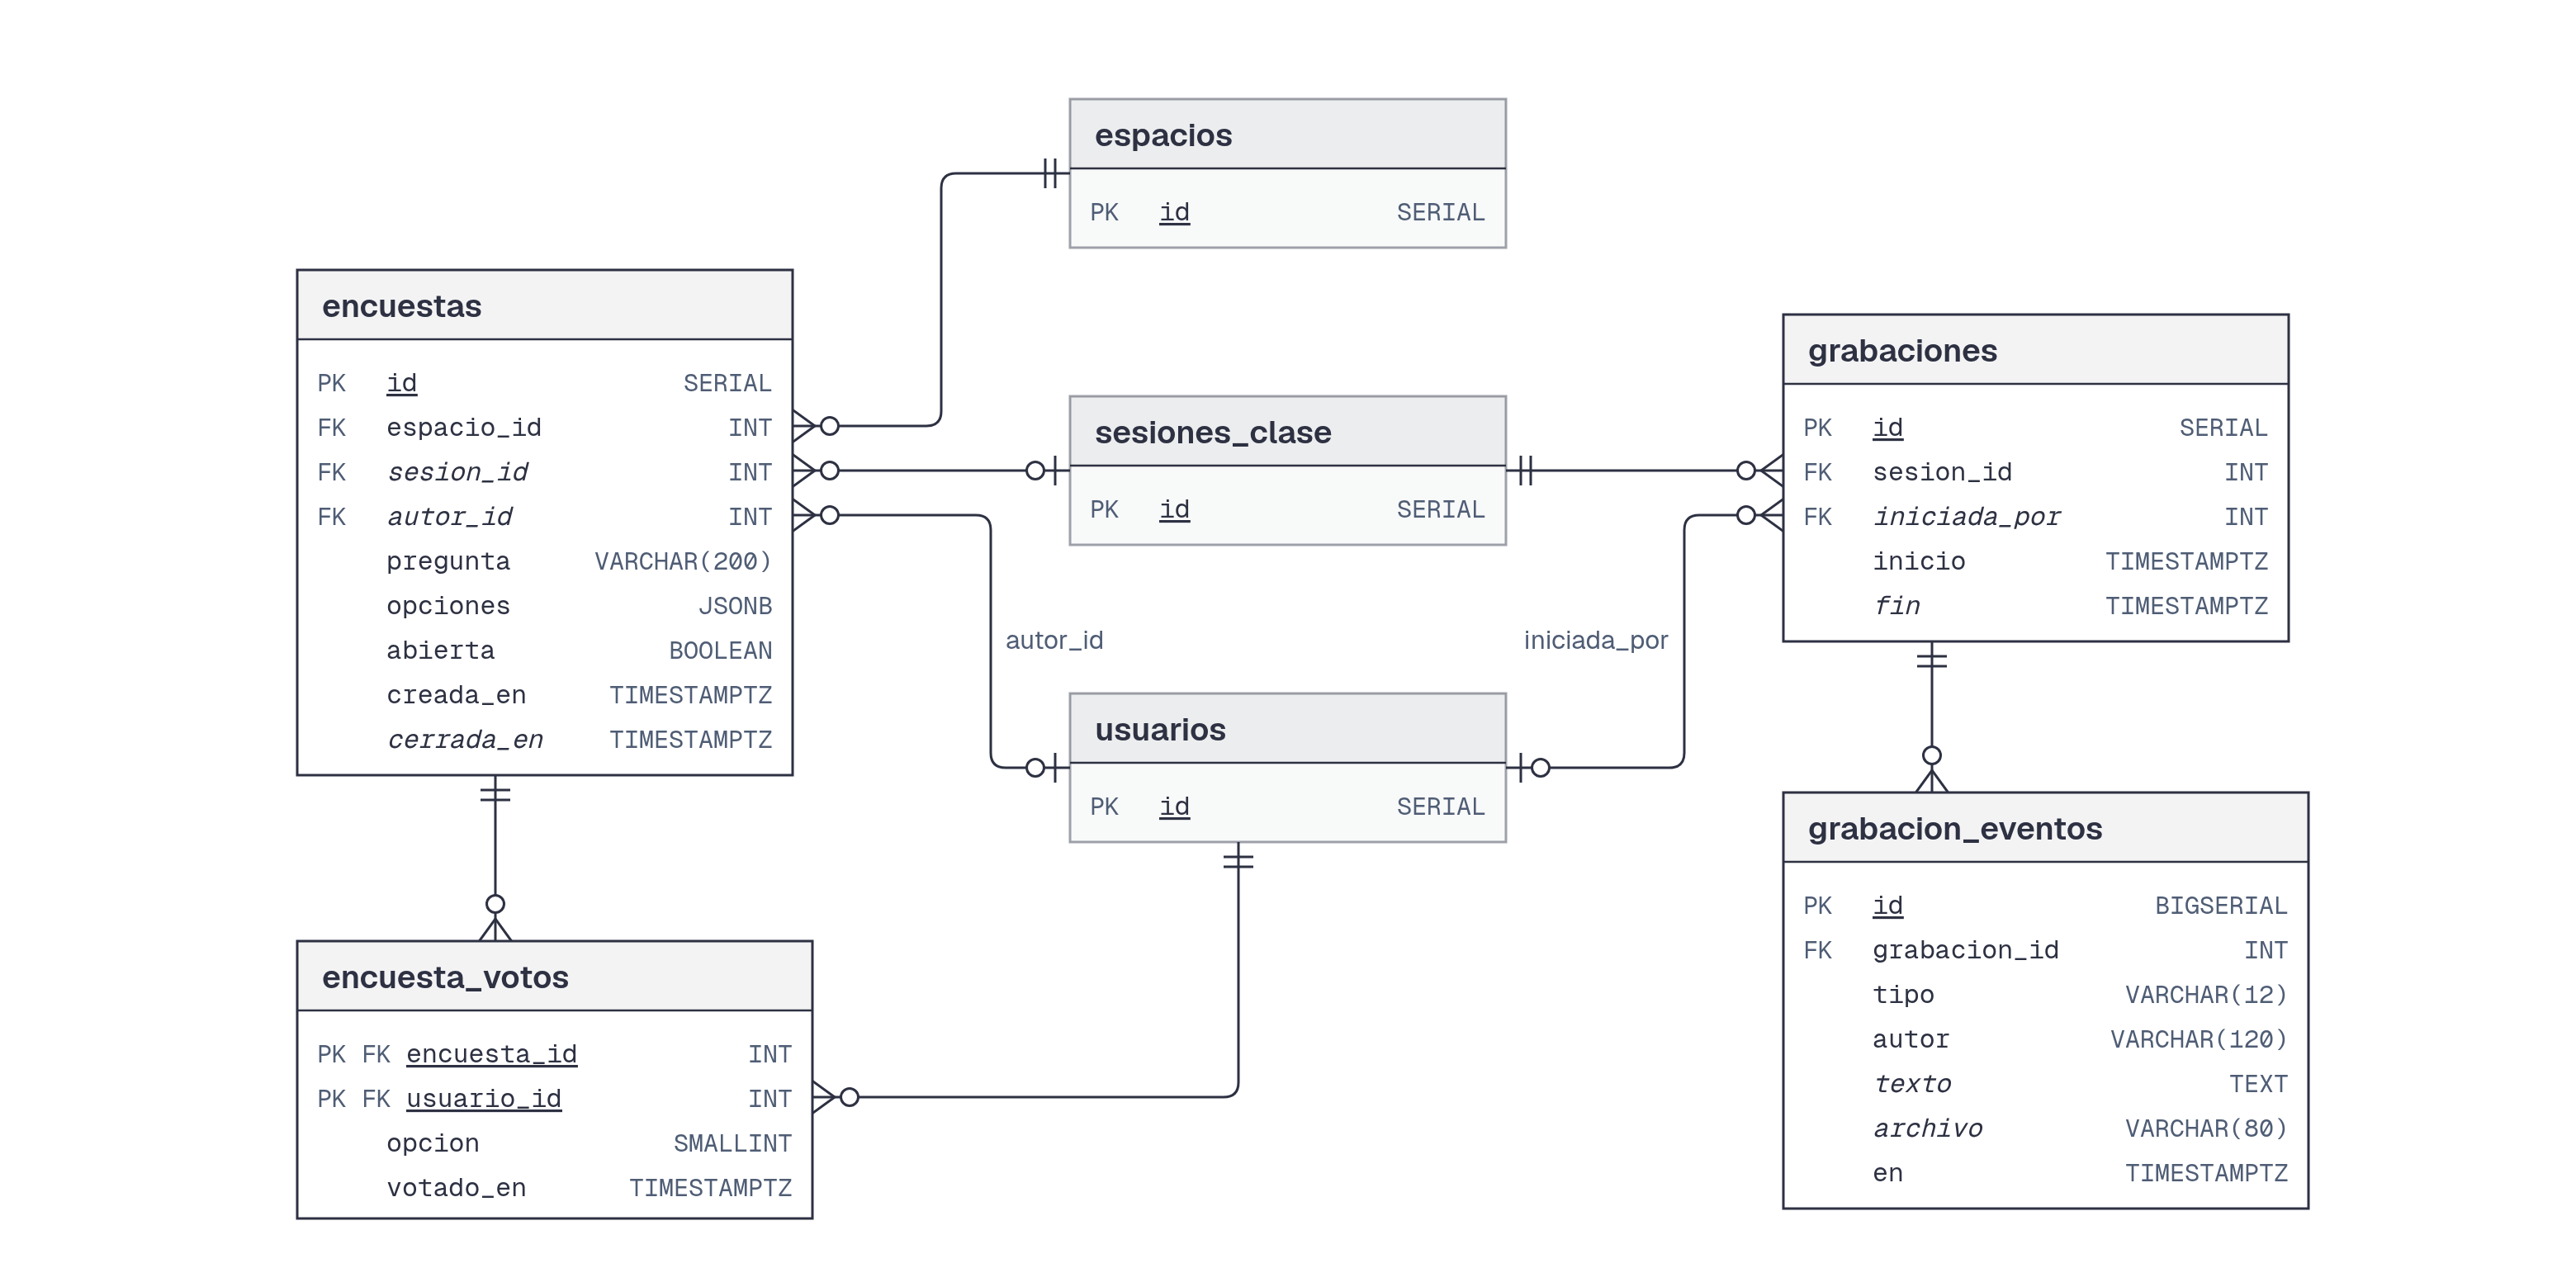 espacios
PK id SERIAL
encuestas
PK id SERIAL
FK espacio_id INT
FK sesion_id INT
FK autor_id INT
pregunta VARCHAR(200)
opciones JSONB
abierta BOOLEAN
creada_en TIMESTAMPTZ
cerrada_en TIMESTAMPTZ
sesiones_clase
PK id SERIAL
grabaciones
PK id SERIAL
FK sesion_id INT
FK iniciada_por INT
inicio TIMESTAMPTZ
fin TIMESTAMPTZ
autor_id
iniciada_por
usuarios
PK id SERIAL
encuesta_votos
PK FK encuesta_id INT
PK FK usuario_id INT
opcion SMALLINT
votado_en TIMESTAMPTZ
grabacion_eventos
PK id BIGSERIAL
FK grabacion_id INT
tipo VARCHAR(12)
autor VARCHAR(120)
texto TEXT
archivo VARCHAR(80)
en TIMESTAMPTZ